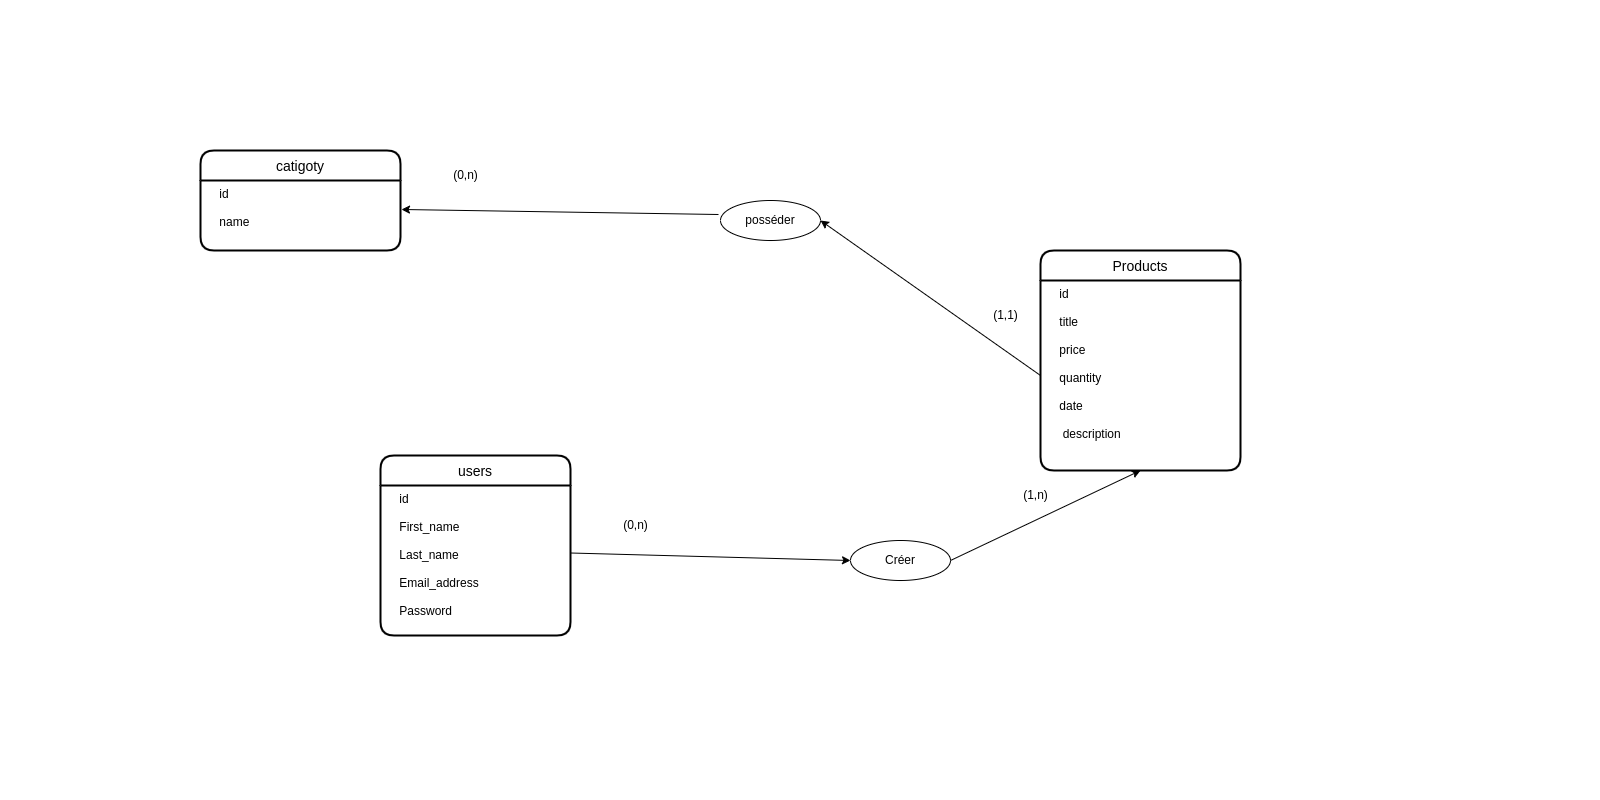 catigoty
id
name
(0,n)
posséder
(1,1)
Products
id
title
price
quantity
date
description
users
id
First_name
Last_name
Email_address
Password
(0,n)
Créer
(1,n)